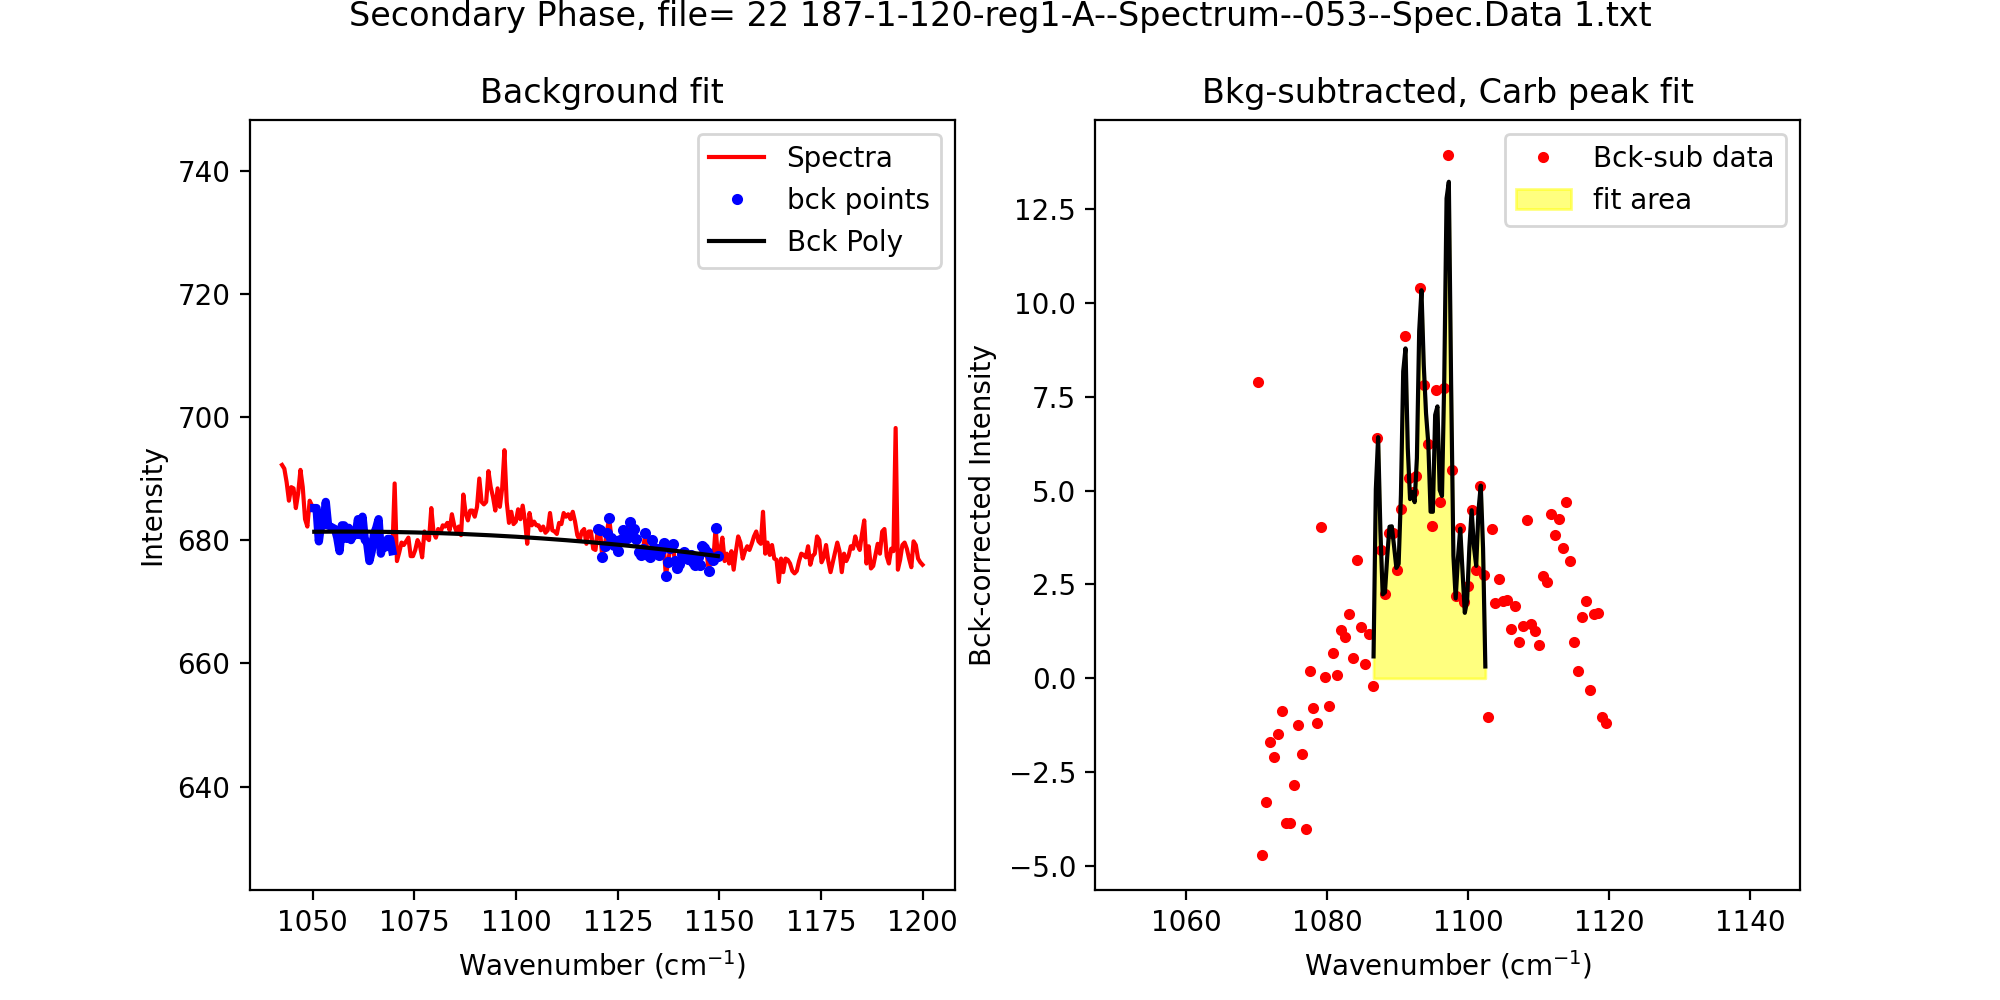 Secondary Phase, file= 22 187-1-120-reg1-A--Spectrum--053--Spec.Data 1.txt
Background fit
Intensity
740
720
700
680
660
640
Spectra
bck points
Bck Poly
1050 1075 1100 1125 1150 1175 1200
Wavenumber (cm⁻¹)
Bkg-subtracted, Carb peak fit
Bck-corrected Intensity
12.5
10.0
7.5
5.0
2.5
0.0
−2.5
−5.0
Bck-sub data
fit area
1060 1080 1100 1120 1140
Wavenumber (cm⁻¹)